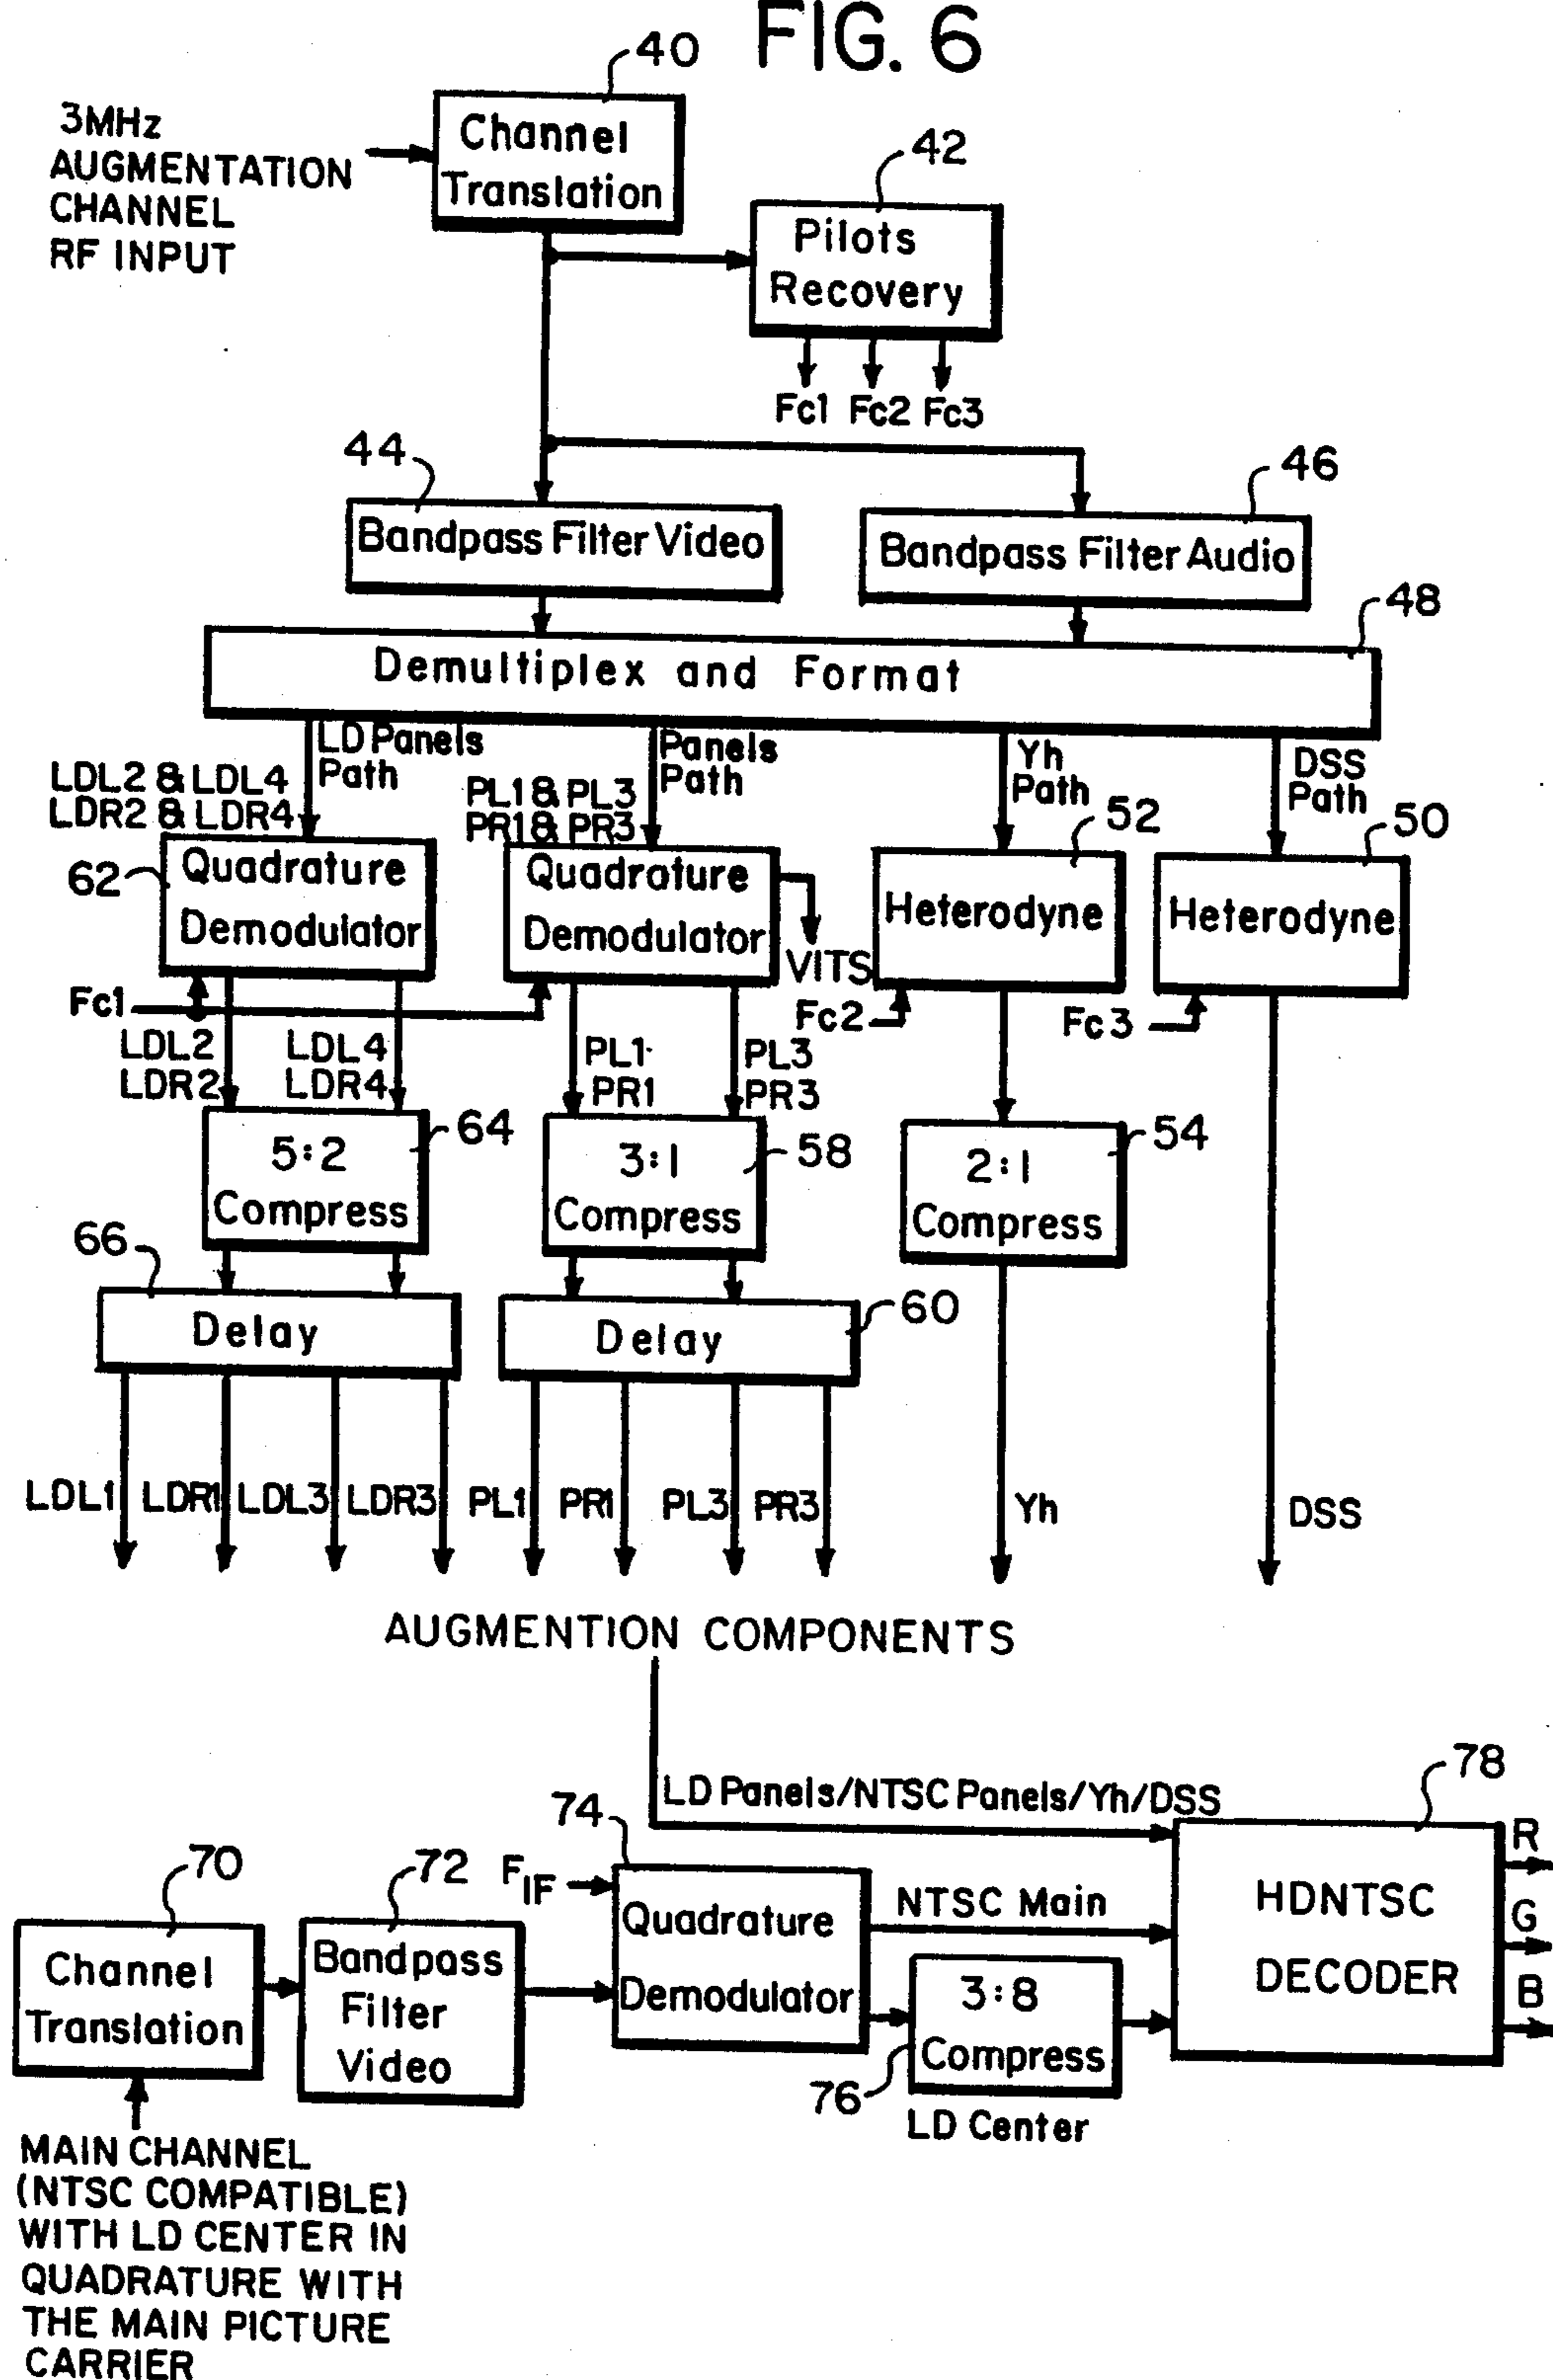 FIG. 6
40
3MHz
AUGMENTATION
CHANNEL
RF INPUT
Channel
Translation
42
Pilots
Recovery
Fc1 Fc2 Fc3
44
46
Bandpass Filter Video
Bandpass Filter Audio
48
Demultiplex and Format
LD Panels
Path
LDL2 & LDL4
LDR2 & LDR4
Panels
Path
PL1 & PL3
PR1 & PR3
Yh
Path
DSS
Path
62
Quadrature
Demodulator
Quadrature
Demodulator
VITS
52
Heterodyne
50
Heterodyne
Fc1
Fc2
Fc3
LDL2
LDR2
LDL4
LDR4
PL1
PR1
PL3
PR3
5:2
Compress
64
3:1
Compress
58
2:1
Compress
54
66
Delay
60
Delay
LDL1 LDR1 LDL3 LDR3 PL1 PR1 PL3 PR3 Yh DSS
AUGMENTION COMPONENTS
LD Panels/NTSC Panels/Yh/DSS
78
74
70
72
FIF
Channel
Translation
Bandpass
Filter
Video
Quadrature
Demodulator
NTSC Main
3:8
Compress
76
LD Center
HDNTSC
DECODER
R
G
B
MAIN CHANNEL
(NTSC COMPATIBLE)
WITH LD CENTER IN
QUADRATURE WITH
THE MAIN PICTURE
CARRIER